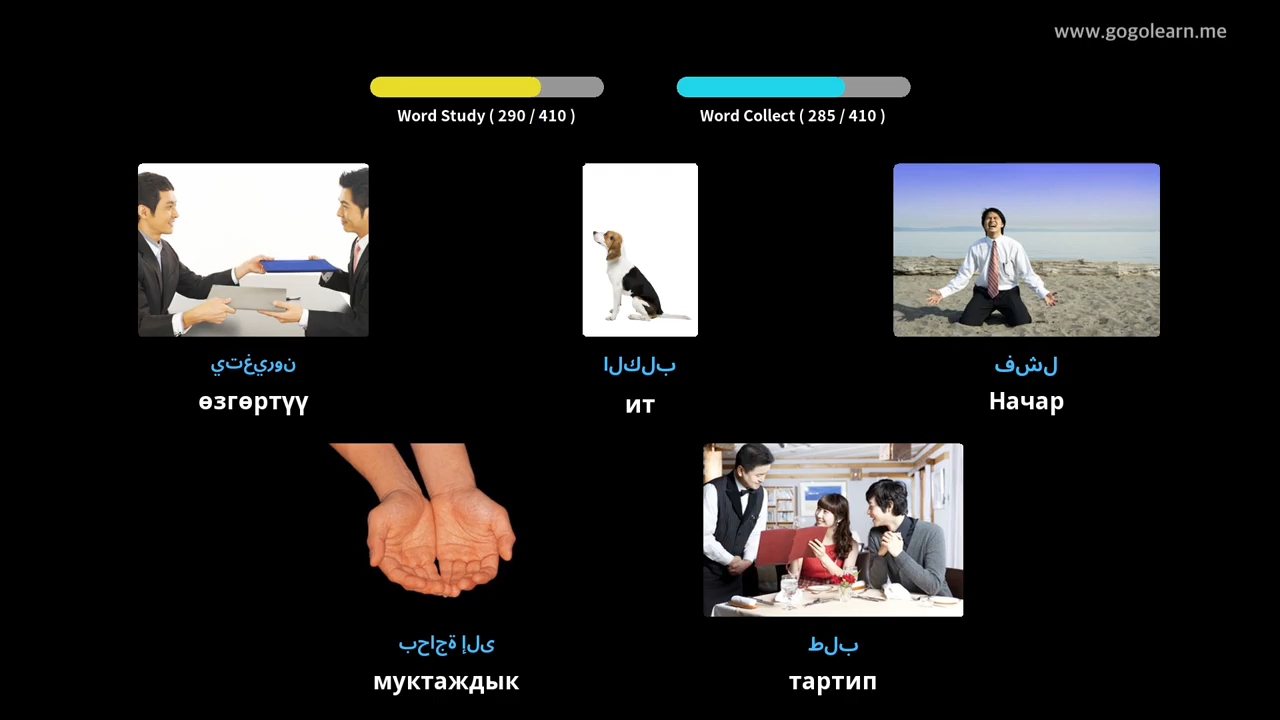 www.gogolearn.me
Word Study ( 290 / 410 )
Word Collect ( 285 / 410 )
يتغيرون
өзгөртүү
الكلب
ит
فشل
Начар
بحاجة إلى
муктаждык
طلب
тартип